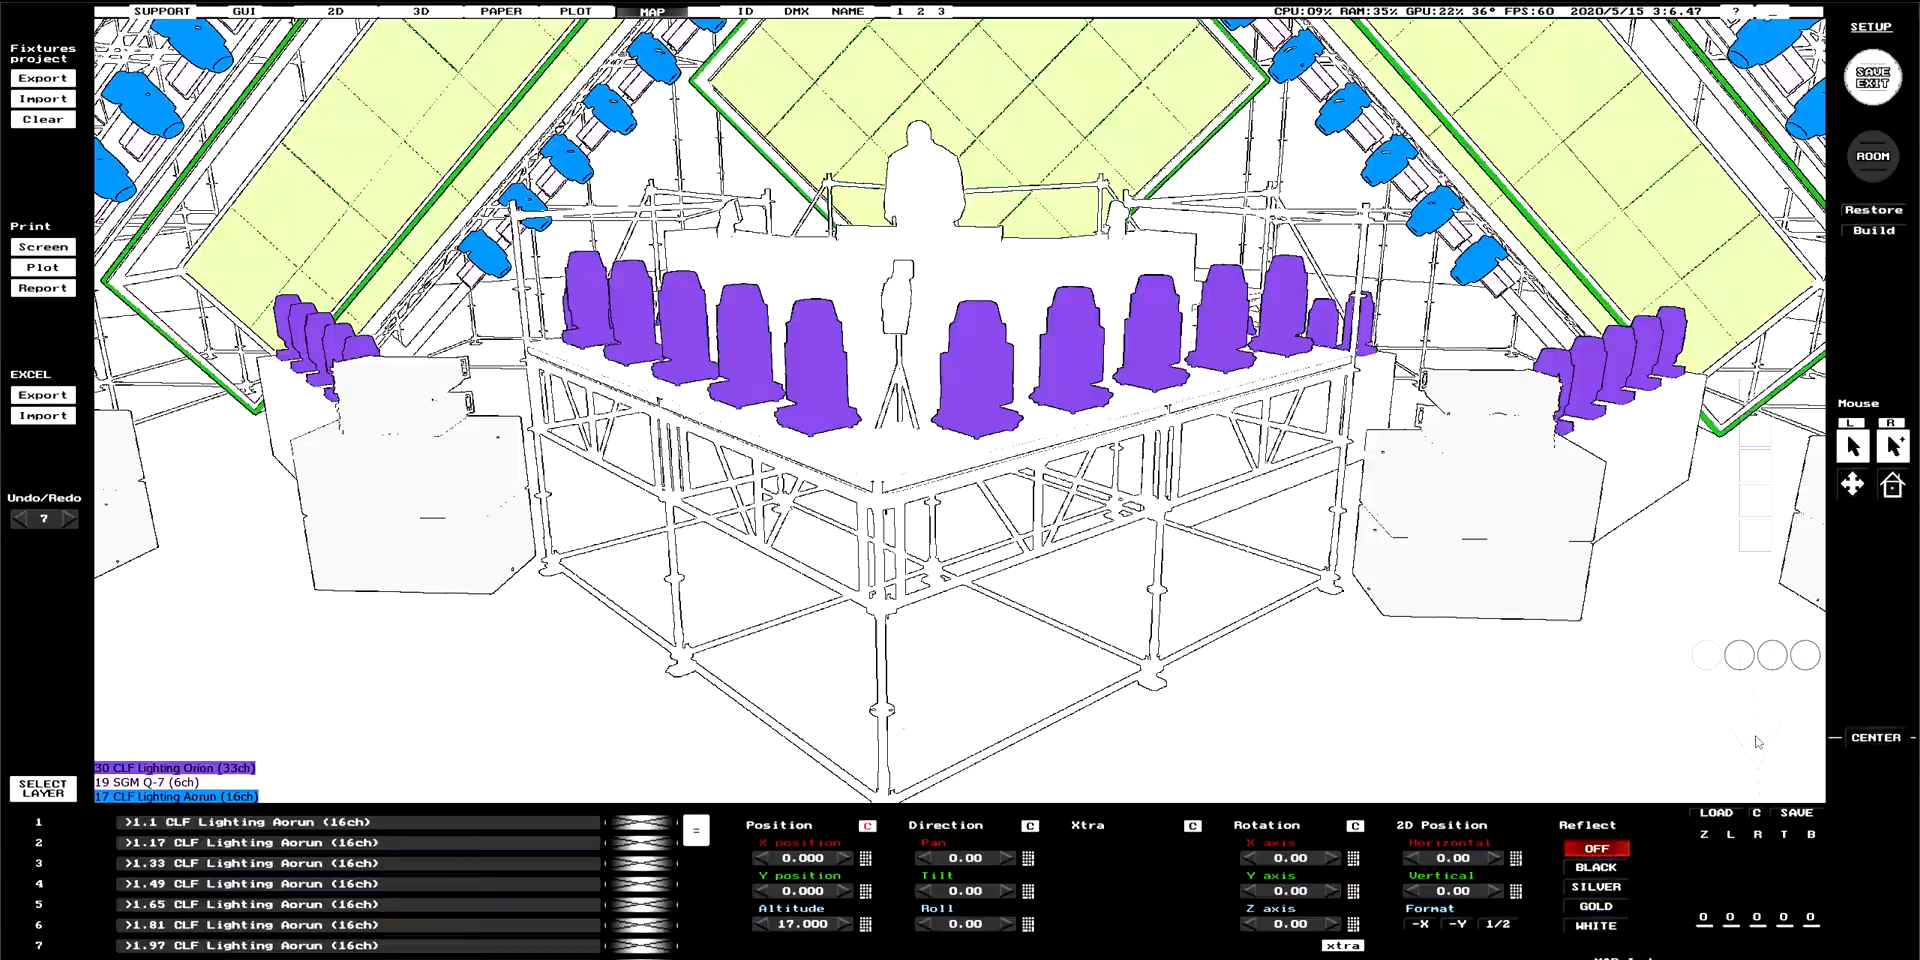 SUPPORT GUI 2D 3D PAPER PLOT MAP ID DMX NAME 1 2 3 CPU:09% RAM:35% GPU:22% 36° FPS:60 2020/5/15 3:6.47 ? _
Fixtures
project
Export
Import
Clear
Print
Screen
Plot
Report
EXCEL
Export
Import
Undo/Redo
7
SELECT
LAYER
SETUP
SAVE
EXIT
ROOM
Restore
Build
Mouse
L R
CENTER
30 CLF Lighting Orion (33ch)
19 SGM Q-7 (6ch)
17 CLF Lighting Aorun (16ch)
1 >1.1 CLF Lighting Aorun (16ch)
2 >1.17 CLF Lighting Aorun (16ch)
3 >1.33 CLF Lighting Aorun (16ch)
4 >1.49 CLF Lighting Aorun (16ch)
5 >1.65 CLF Lighting Aorun (16ch)
6 >1.81 CLF Lighting Aorun (16ch)
7 >1.97 CLF Lighting Aorun (16ch)
=
Position C
X position
0.000
Y position
0.000
Altitude
17.000
Direction C
Pan
0.00
Tilt
0.00
Roll
0.00
Xtra C
Rotation C
X axis
0.00
Y axis
0.00
Z axis
0.00
xtra
2D Position
Horizontal
0.00
Vertical
0.00
Format
-X -Y 1/2
Reflect
OFF
BLACK
SILVER
GOLD
WHITE
LOAD C SAVE
Z L R T B
0 0 0 0 0